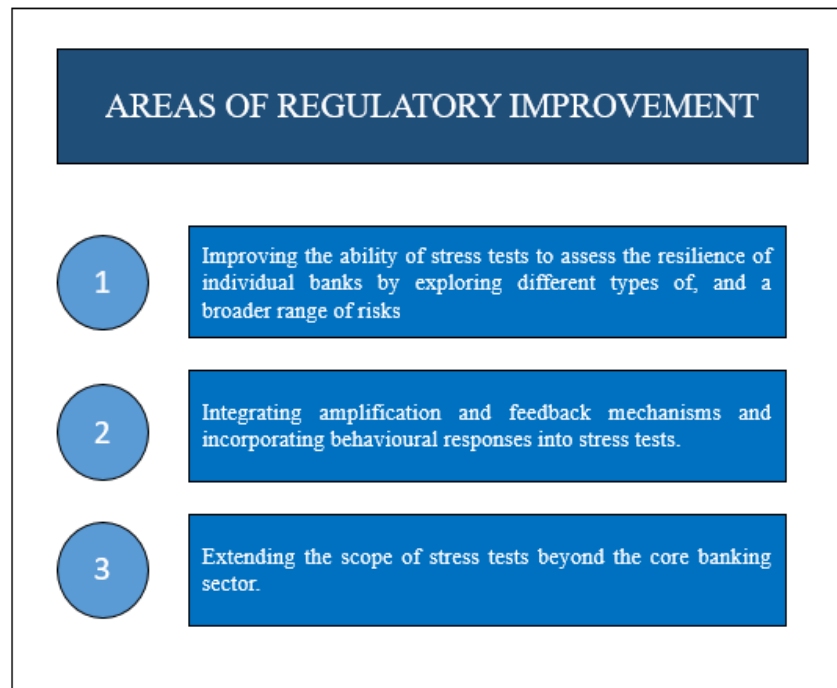 AREAS OF REGULATORY IMPROVEMENT
1
Improving the ability of stress tests to assess the resilience of
individual banks by exploring different types of, and a
broader range of risks
2
Integrating amplification and feedback mechanisms and
incorporating behavioural responses into stress tests.
3
Extending the scope of stress tests beyond the core banking
sector.